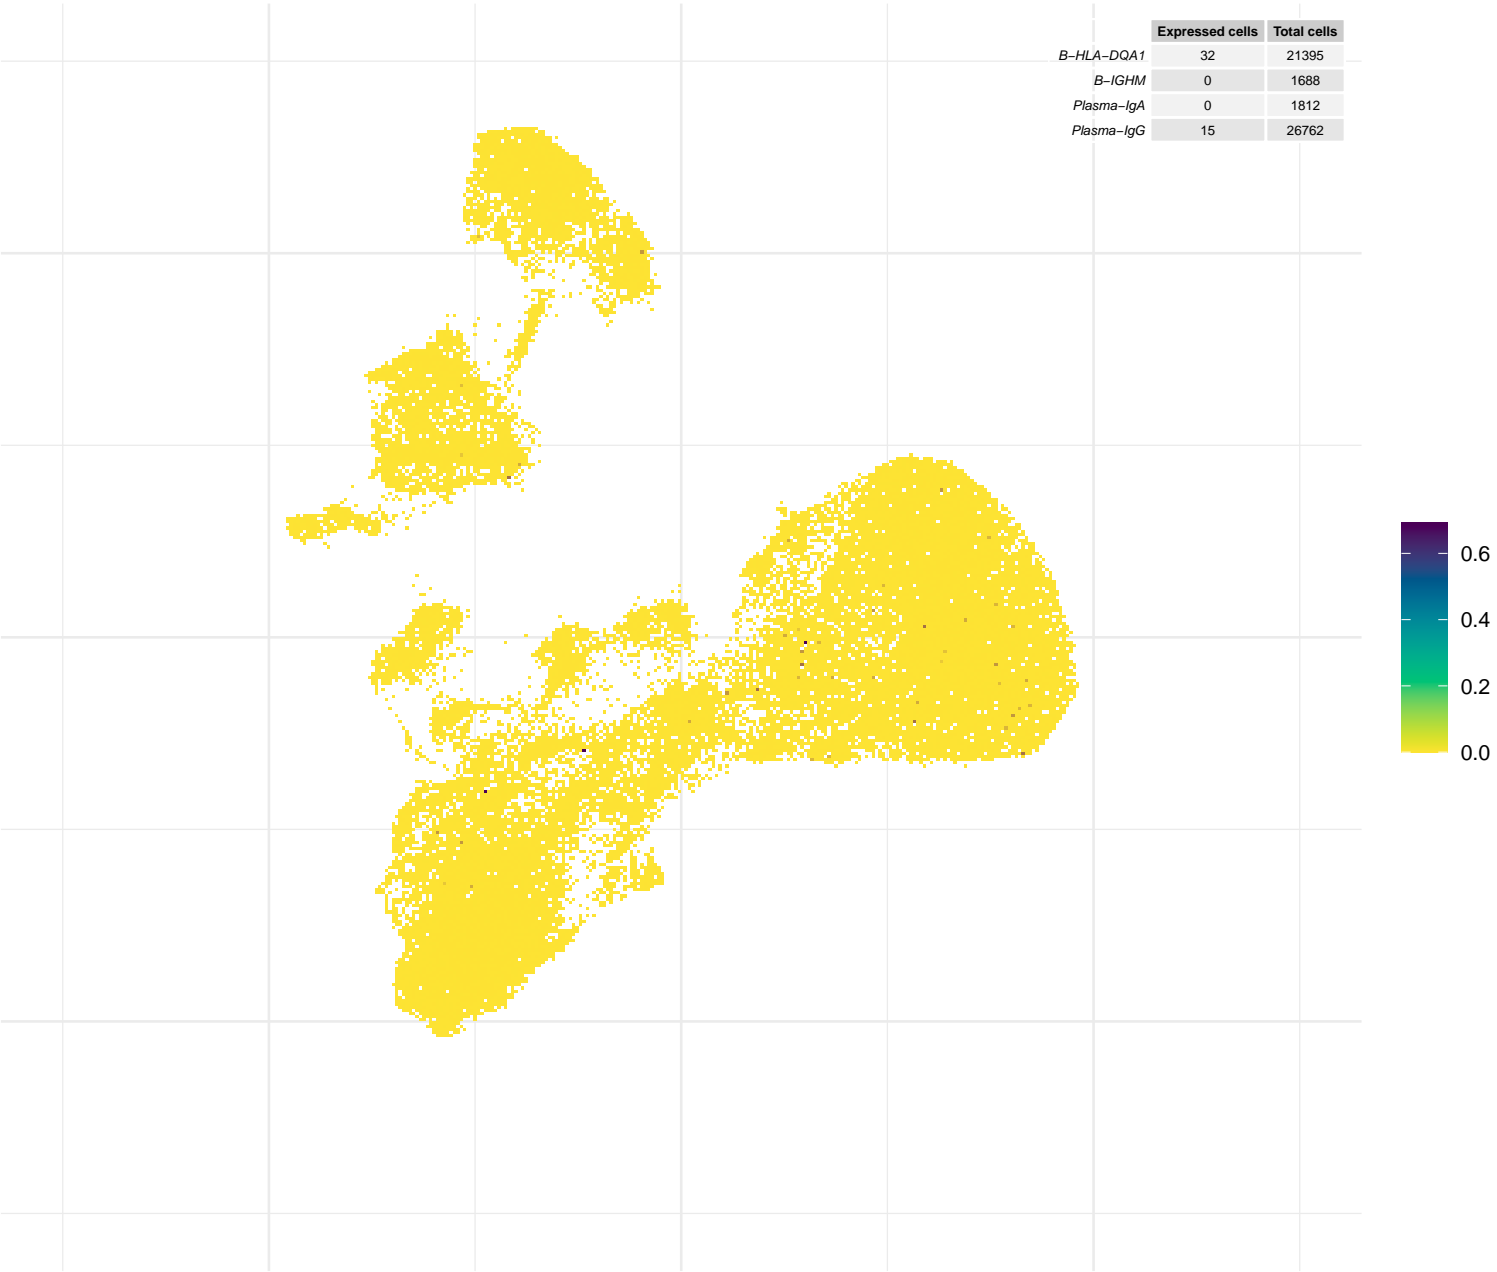 Expressed cells Total cells
B−HLA−DQA1 32 21395
B−IGHM 0 1688
Plasma−IgA 0 1812
Plasma−IgG 15 26762
0.6
0.4
0.2
0.0